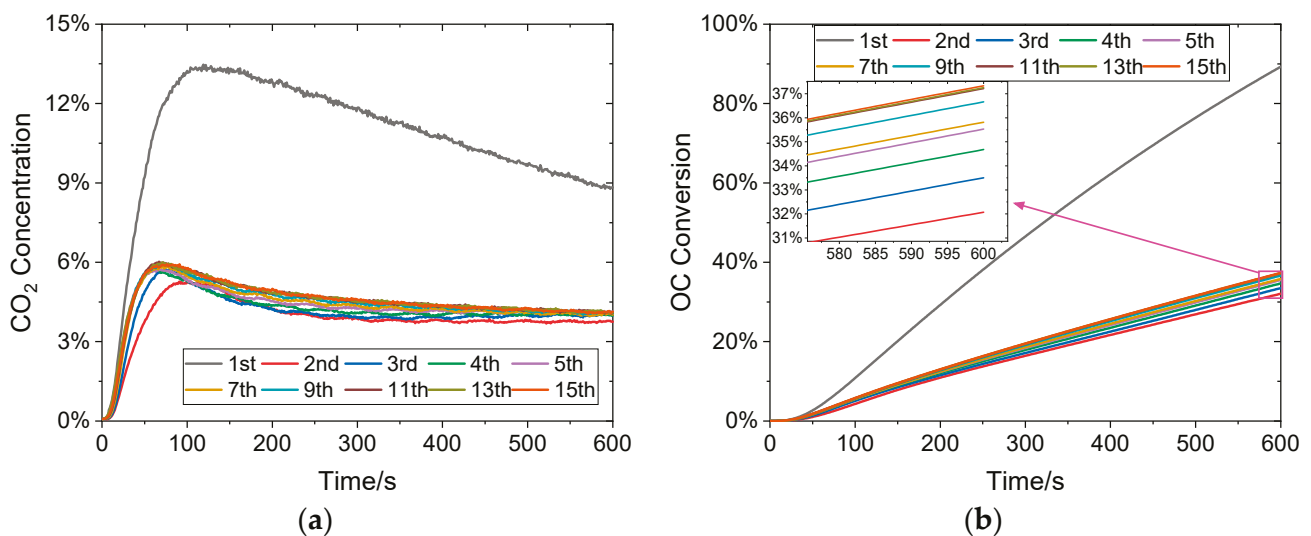 15%
12%
9%
6%
3%
0%
CO2 Concentration
1st 2nd 3rd 4th 5th
7th 9th 11th 13th 15th
0 100 200 300 400 500 600
Time/s
(a)
100%
80%
60%
40%
20%
0%
OC Conversion
1st 2nd 3rd 4th 5th
7th 9th 11th 13th 15th
37%
36%
35%
34%
33%
32%
31%
580 585 590 595 600
0 100 200 300 400 500 600
Time/s
(b)